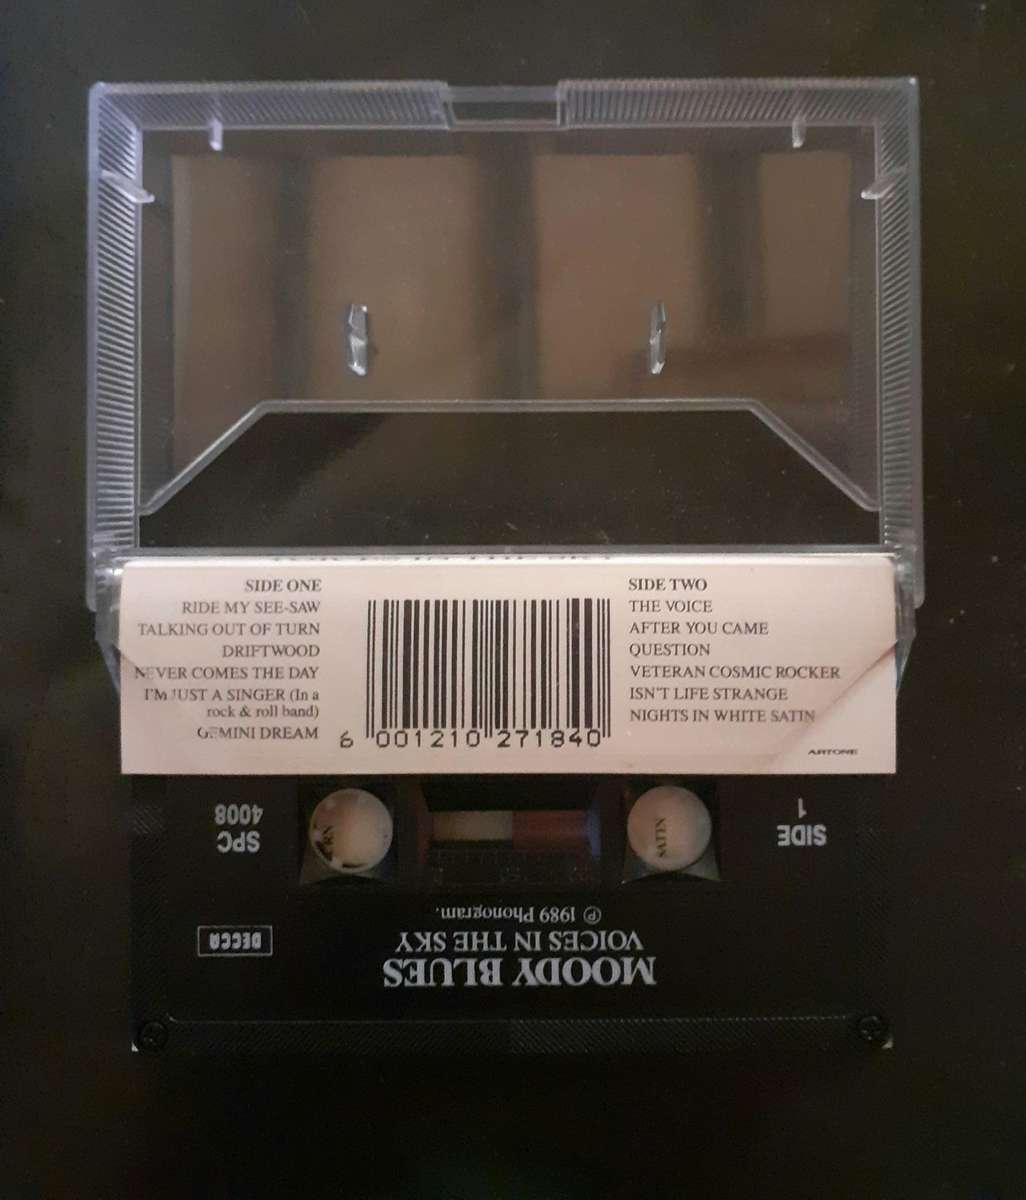 SIDE ONE
RIDE MY SEE-SAW
TALKING OUT OF TURN
DRIFTWOOD
NEVER COMES THE DAY
I'M JUST A SINGER (In a
rock & roll band)
GEMINI DREAM
6 001210 271840
SIDE TWO
THE VOICE
AFTER YOU CAME
QUESTION
VETERAN COSMIC ROCKER
ISN'T LIFE STRANGE
NIGHTS IN WHITE SATIN
ARTONE
SIDE
1
SPC
4008
SATIN
℗ 1989 Phonogram.
DECCA
MOODY BLUES
VOICES IN THE SKY